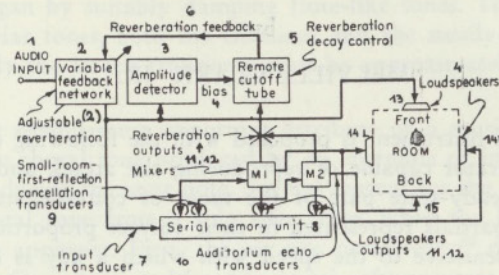 6
Reverberation feedback
Reverberation
decay control
5
1
AUDIO
INPUT
2
Variable
feedback
network
3
Amplitude
detector
bias
4
Remote
cutoff
tube
4
Loudspeakers
13
Front
ROOM
Back
14
14
15
(2)
Adjustable
reverberation
Reverberation
outputs
11,12
Mixers
M1
M2
Small-room-
first-reflection
cancellation
transducers
9
Serial memory unit 8
Input
transducer 7
10 Auditorium echo
transducers
Loudspeakers
outputs 11,12